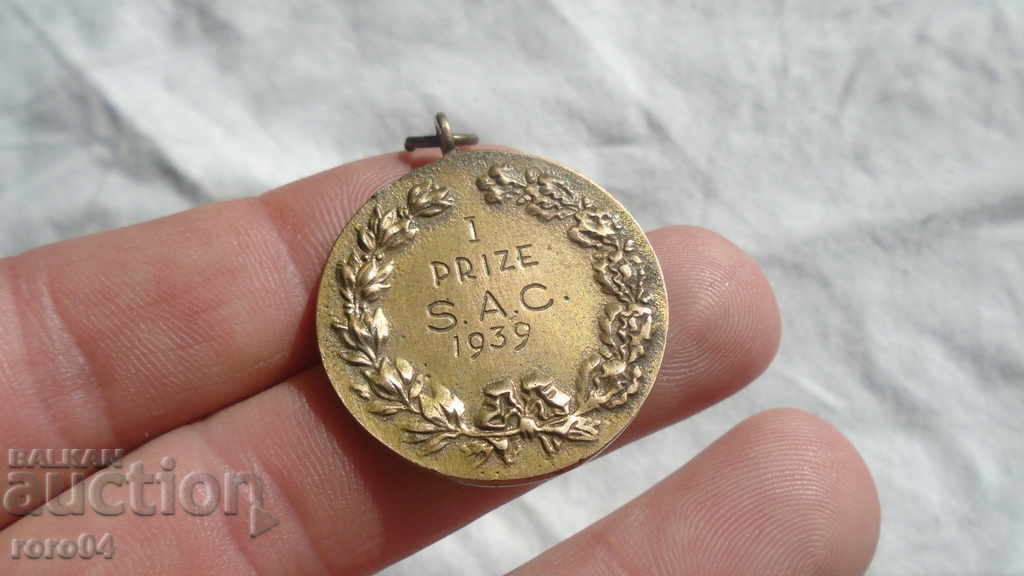 I
PRIZE
S.A.C.
1939
BALKAN
auction
roro04